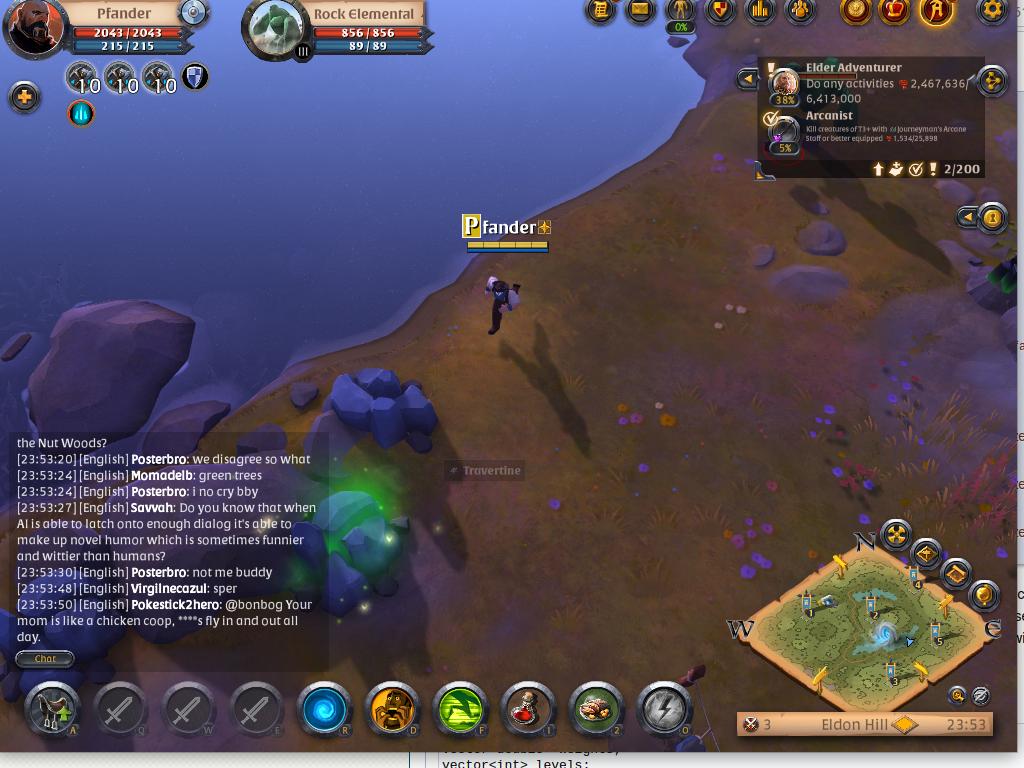 Pfander
2043/2043
215/215
Rock Elemental
856/856
89/89
III
0%
10
10
10
Elder Adventurer
Do any activities 2,467,636/
6,413,000
38%
Arcanist
Kill creatures of T3+ with Journeyman's Arcane
Staff or better equipped 1,534/25,898
5%
2/200
Pfander
the Nut Woods?
[23:53:20][English] Posterbro: we disagree so what
[23:53:24][English] Momadelb: green trees
[23:53:24][English] Posterbro: i no cry bby
[23:53:27][English] Savvah: Do you know that when
AI is able to latch onto enough dialog it's able to
make up novel humor which is sometimes funnier
and wittier than humans?
[23:53:30][English] Posterbro: not me buddy
[23:53:48][English] Virgilnecazul: sper
[23:53:50][English] Pokestick2hero: @bonbog Your
mom is like a chicken coop, ****s fly in and out all
day.
Chat
Travertine
N
W
E
1
2
3
4
5
A
Q
W
E
R
D
F
1
2
O
3
Eldon Hill
23:53
vector<int> levels;